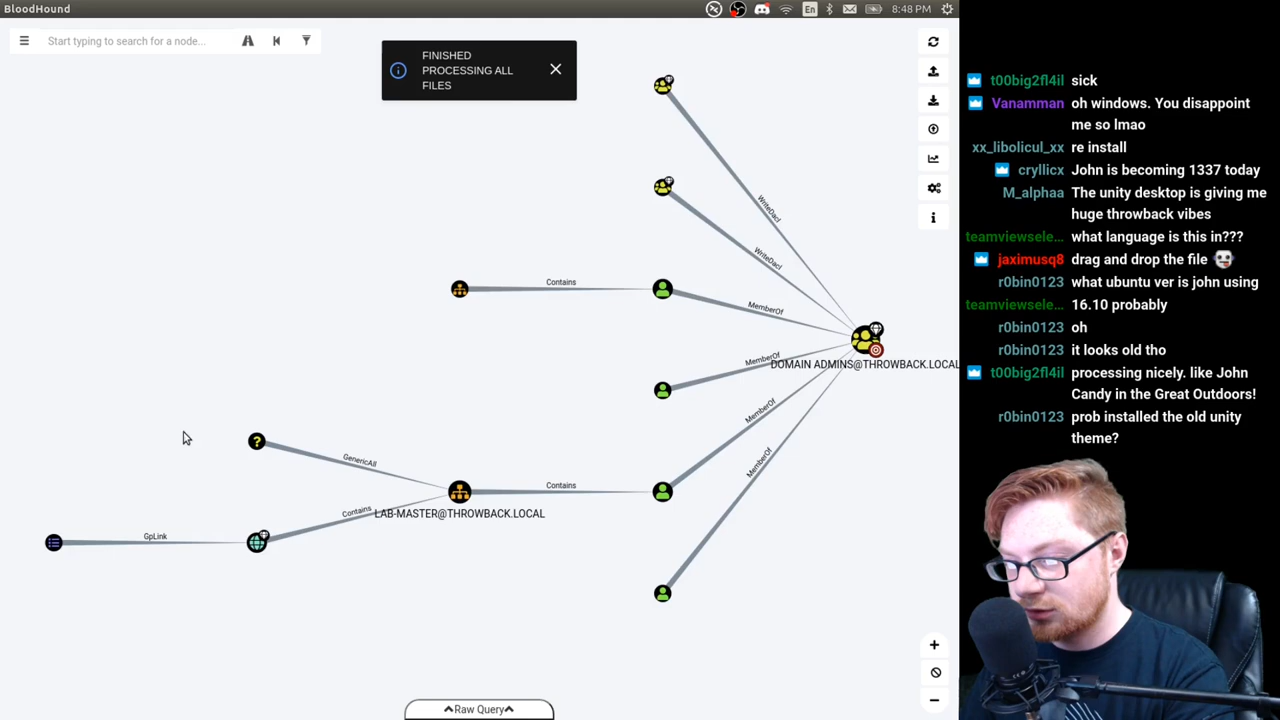 BloodHound
En
8:48 PM
Start typing to search for a node...
FINISHED
PROCESSING ALL
FILES
WriteDacl
WriteDacl
Contains
MemberOf
MemberOf
DOMAIN ADMINS@THROWBACK.LOCAL
MemberOf
GenericAll
MemberOf
Contains
Contains
LAB-MASTER@THROWBACK.LOCAL
GpLink
?
Raw Query
t00big2fl4il sick
Vanamman oh windows. You disappoint
me so lmao
xx_libolicul_xx re install
cryllicx John is becoming 1337 today
M_alphaa The unity desktop is giving me
huge throwback vibes
teamviewsele... what language is this in???
jaximusq8 drag and drop the file
r0bin0123 what ubuntu ver is john using
teamviewsele... 16.10 probably
r0bin0123 oh
r0bin0123 it looks old tho
t00big2fl4il processing nicely. like John
Candy in the Great Outdoors!
r0bin0123 prob installed the old unity
theme?